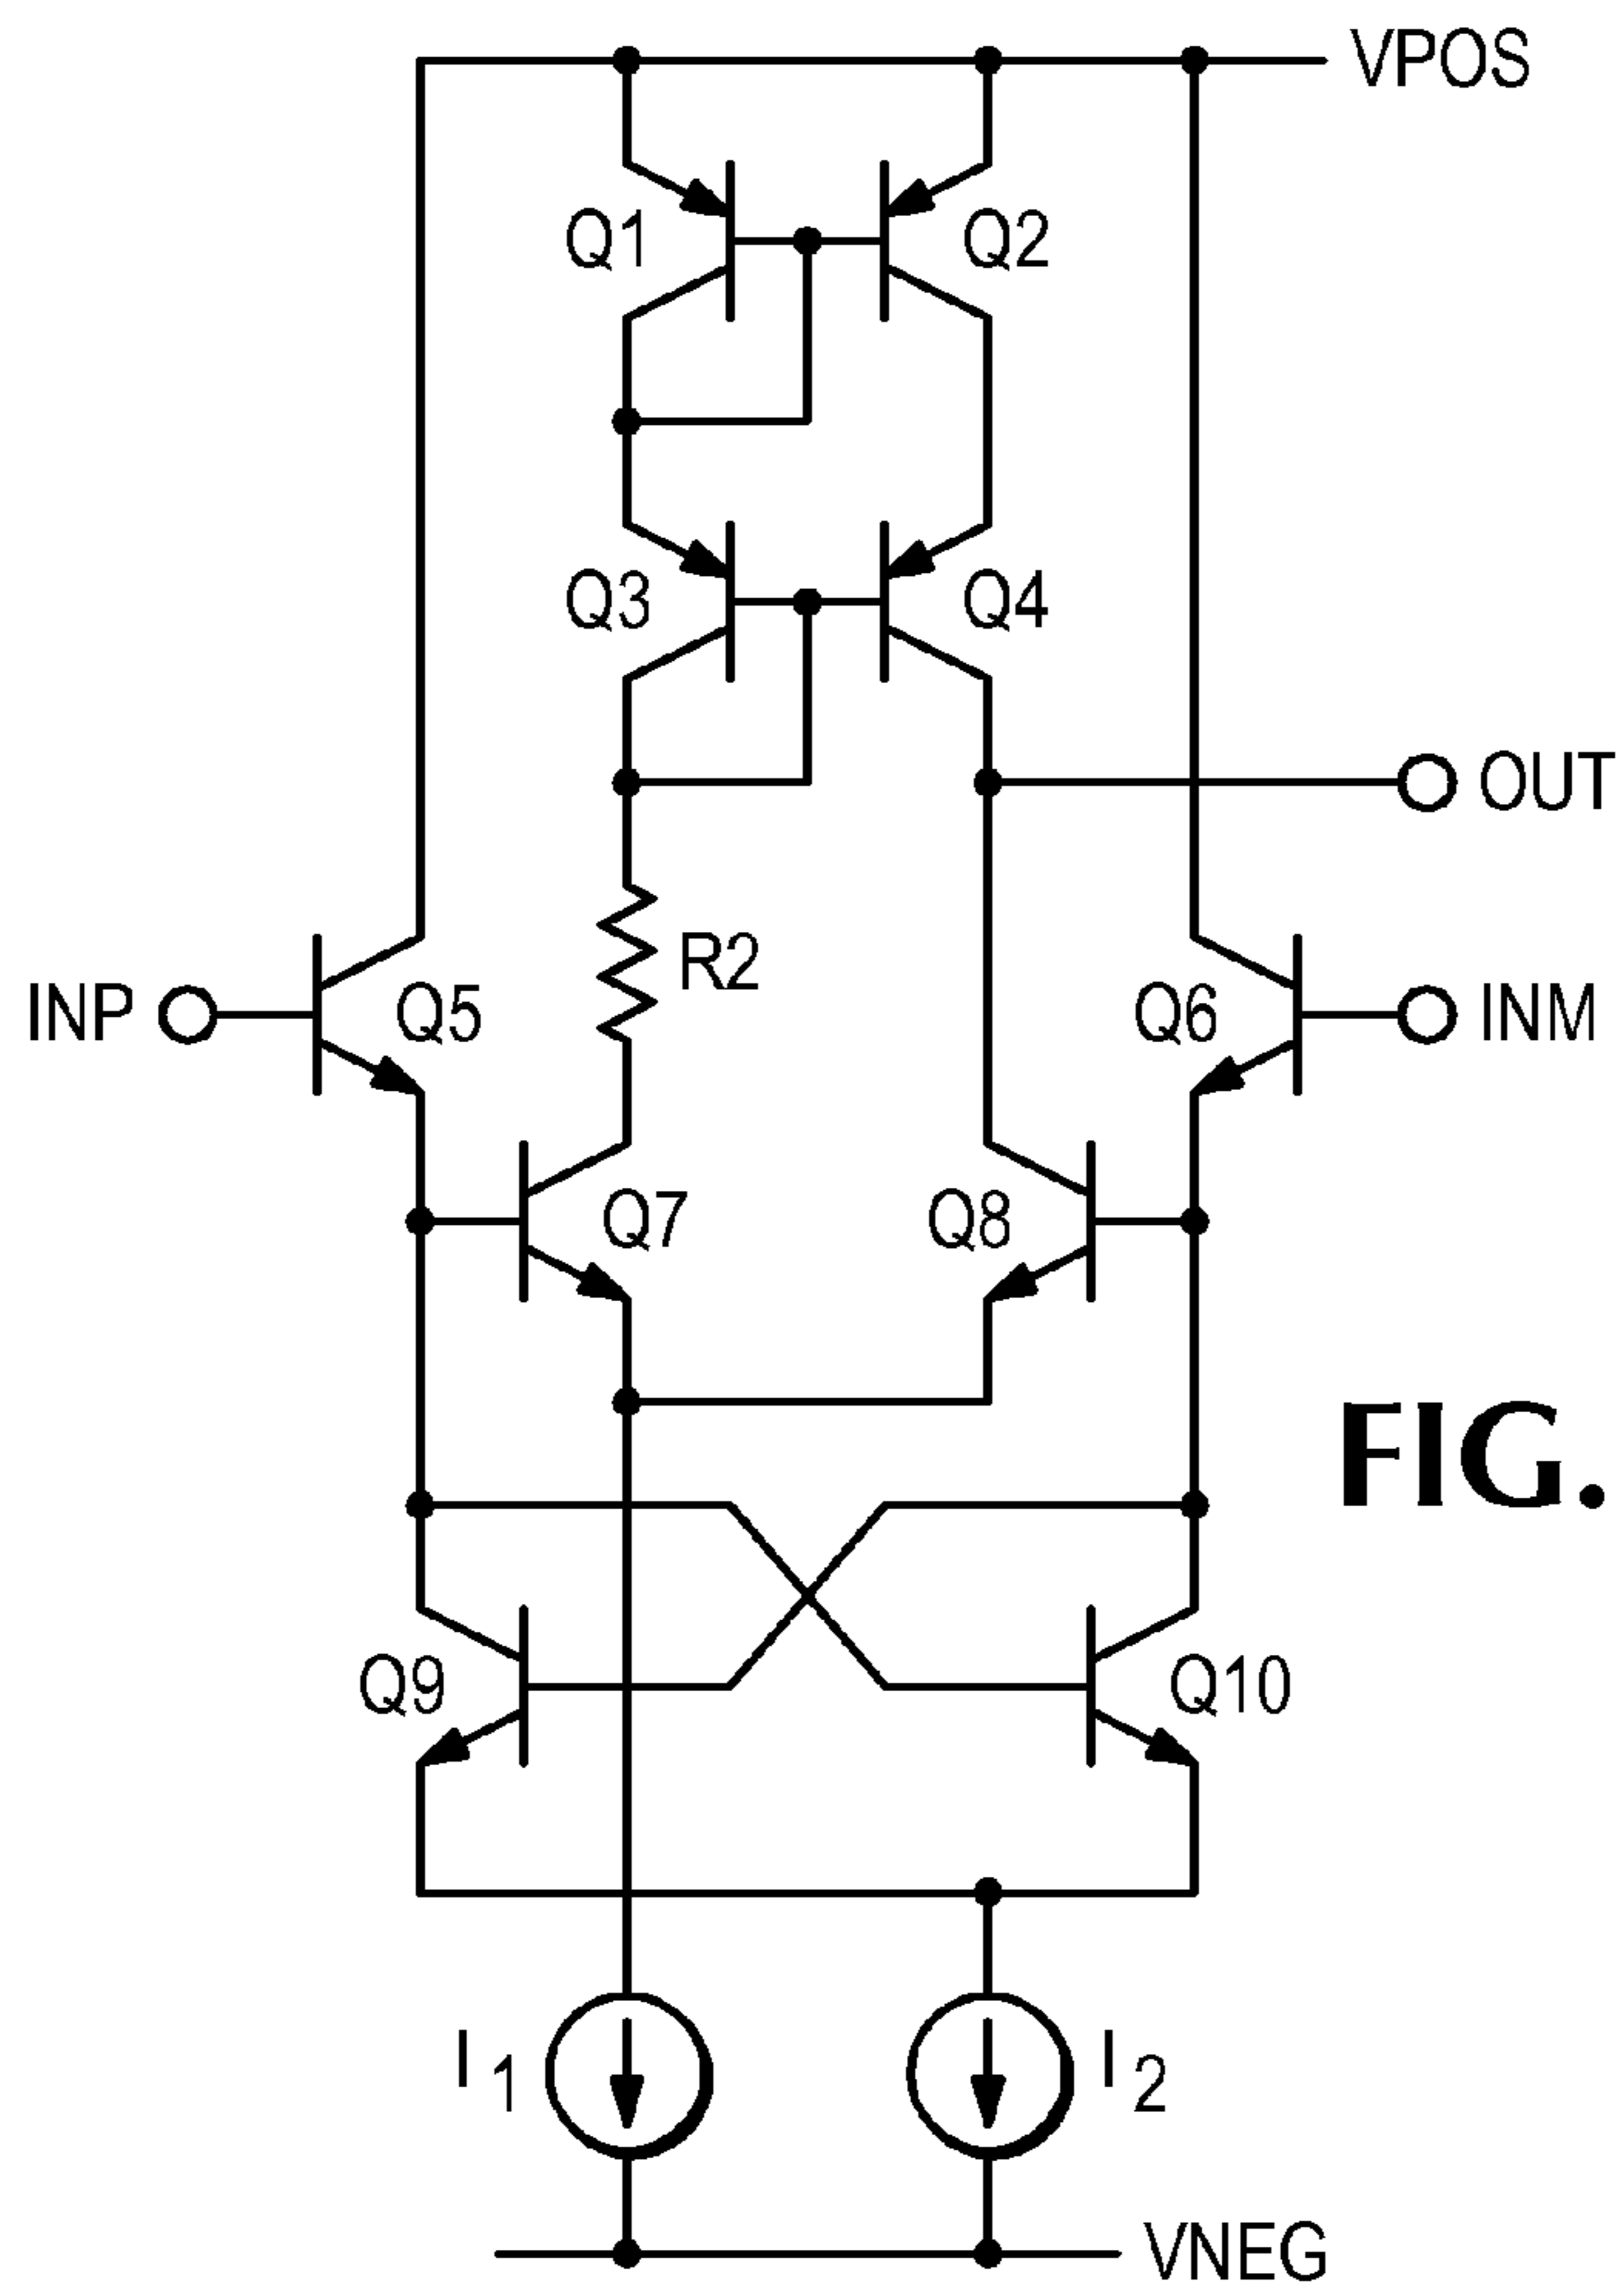 VPOS
Q1
Q2
Q3
Q4
OUT
R2
INP
Q5
Q6
INM
Q7
Q8
FIG.
Q9
Q10
I1
I2
VNEG